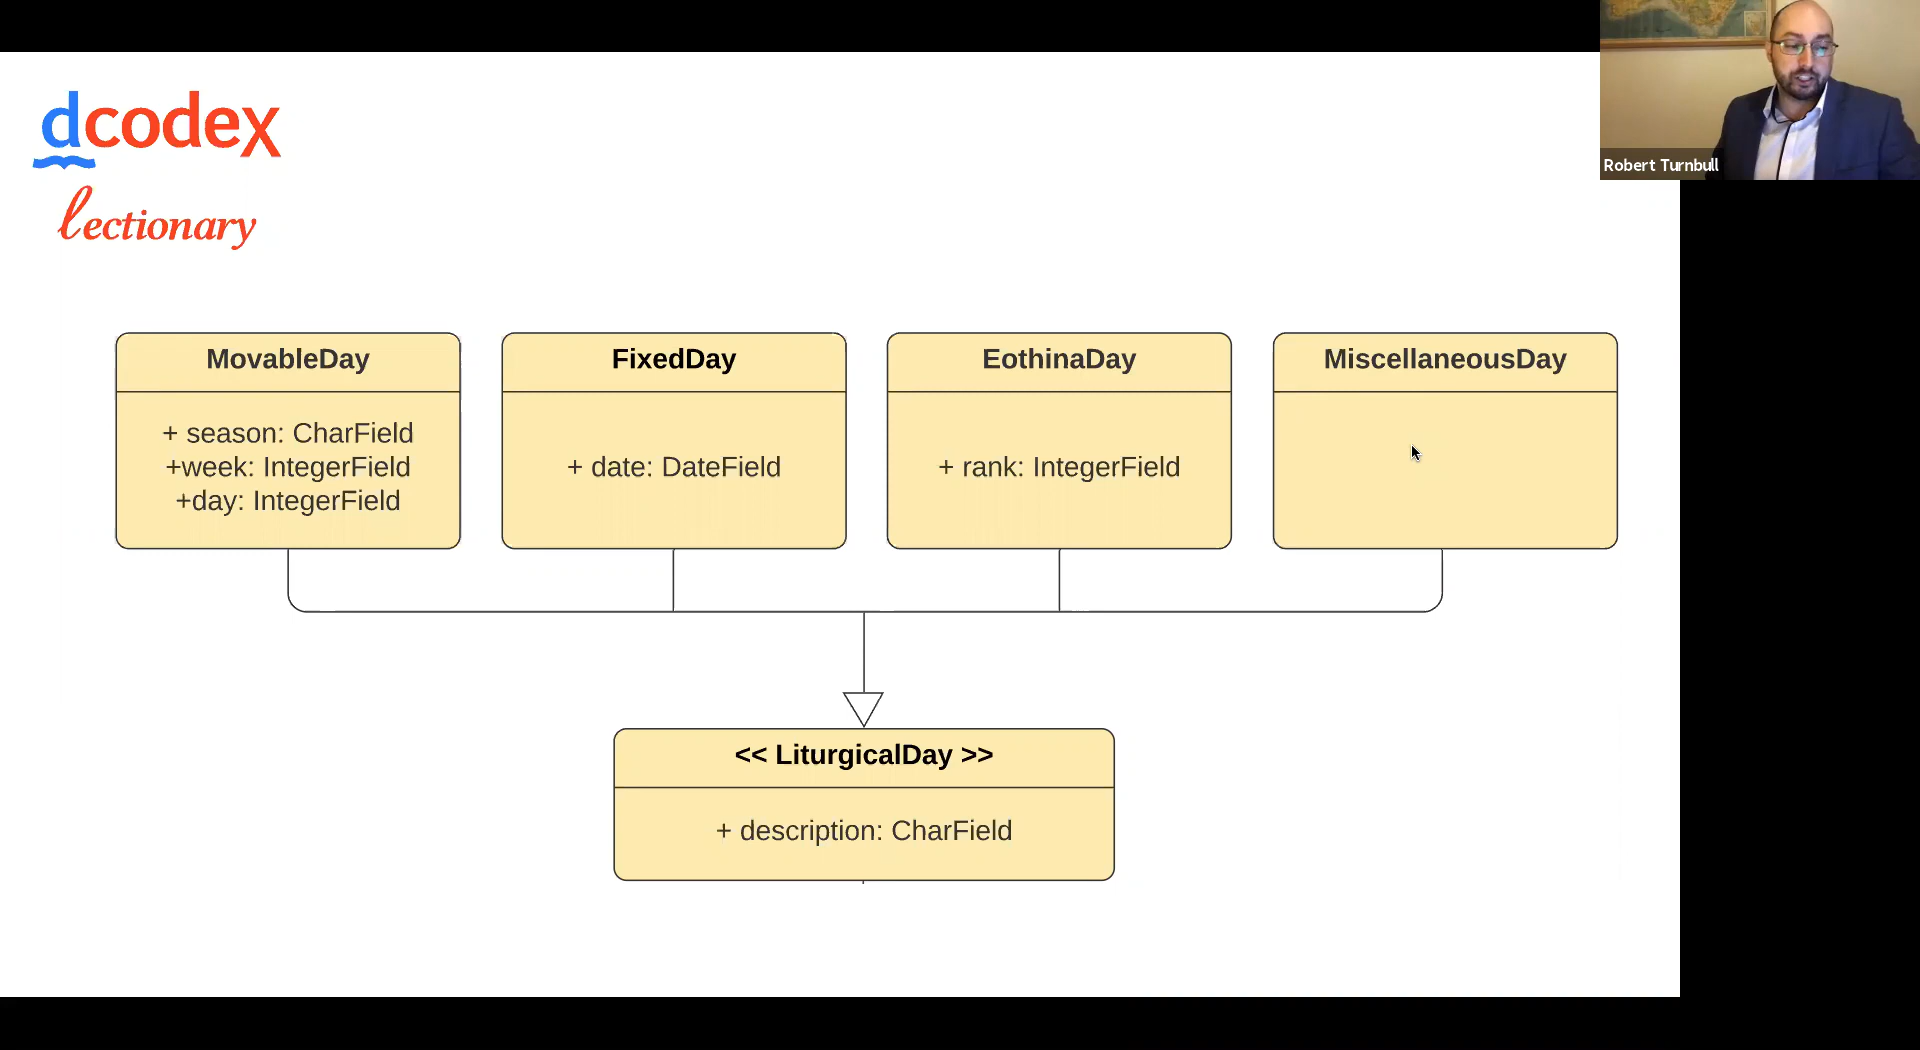 dcodex
lectionary
Robert Turnbull
MovableDay
+ season: CharField
+week: IntegerField
+day: IntegerField
FixedDay
+ date: DateField
EothinaDay
+ rank: IntegerField
MiscellaneousDay
<< LiturgicalDay >>
+ description: CharField